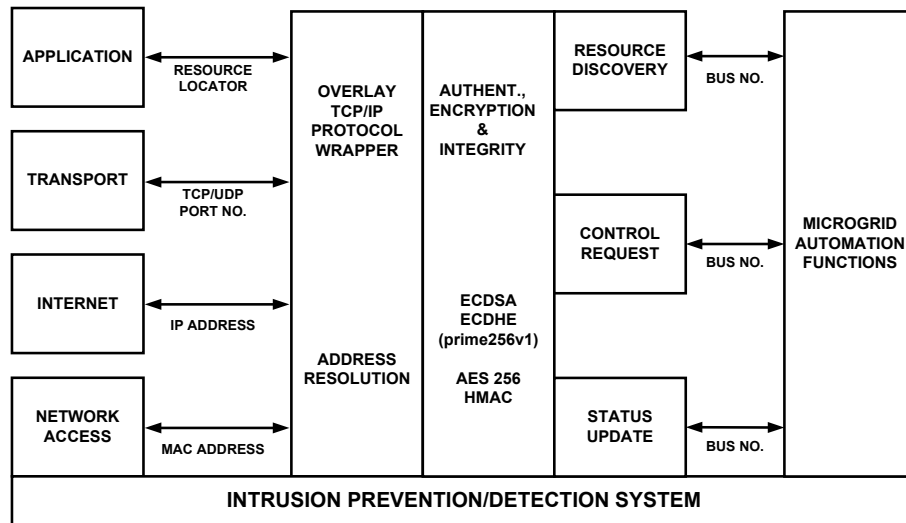 APPLICATION
RESOURCE
LOCATOR
TRANSPORT
TCP/UDP
PORT NO.
INTERNET
IP ADDRESS
NETWORK
ACCESS
MAC ADDRESS
OVERLAY
TCP/IP
PROTOCOL
WRAPPER
ADDRESS
RESOLUTION
AUTHENT.,
ENCRYPTION
&
INTEGRITY
ECDSA
ECDHE
(prime256v1)
AES 256
HMAC
RESOURCE
DISCOVERY
BUS NO.
CONTROL
REQUEST
BUS NO.
STATUS
UPDATE
BUS NO.
MICROGRID
AUTOMATION
FUNCTIONS
INTRUSION PREVENTION/DETECTION SYSTEM